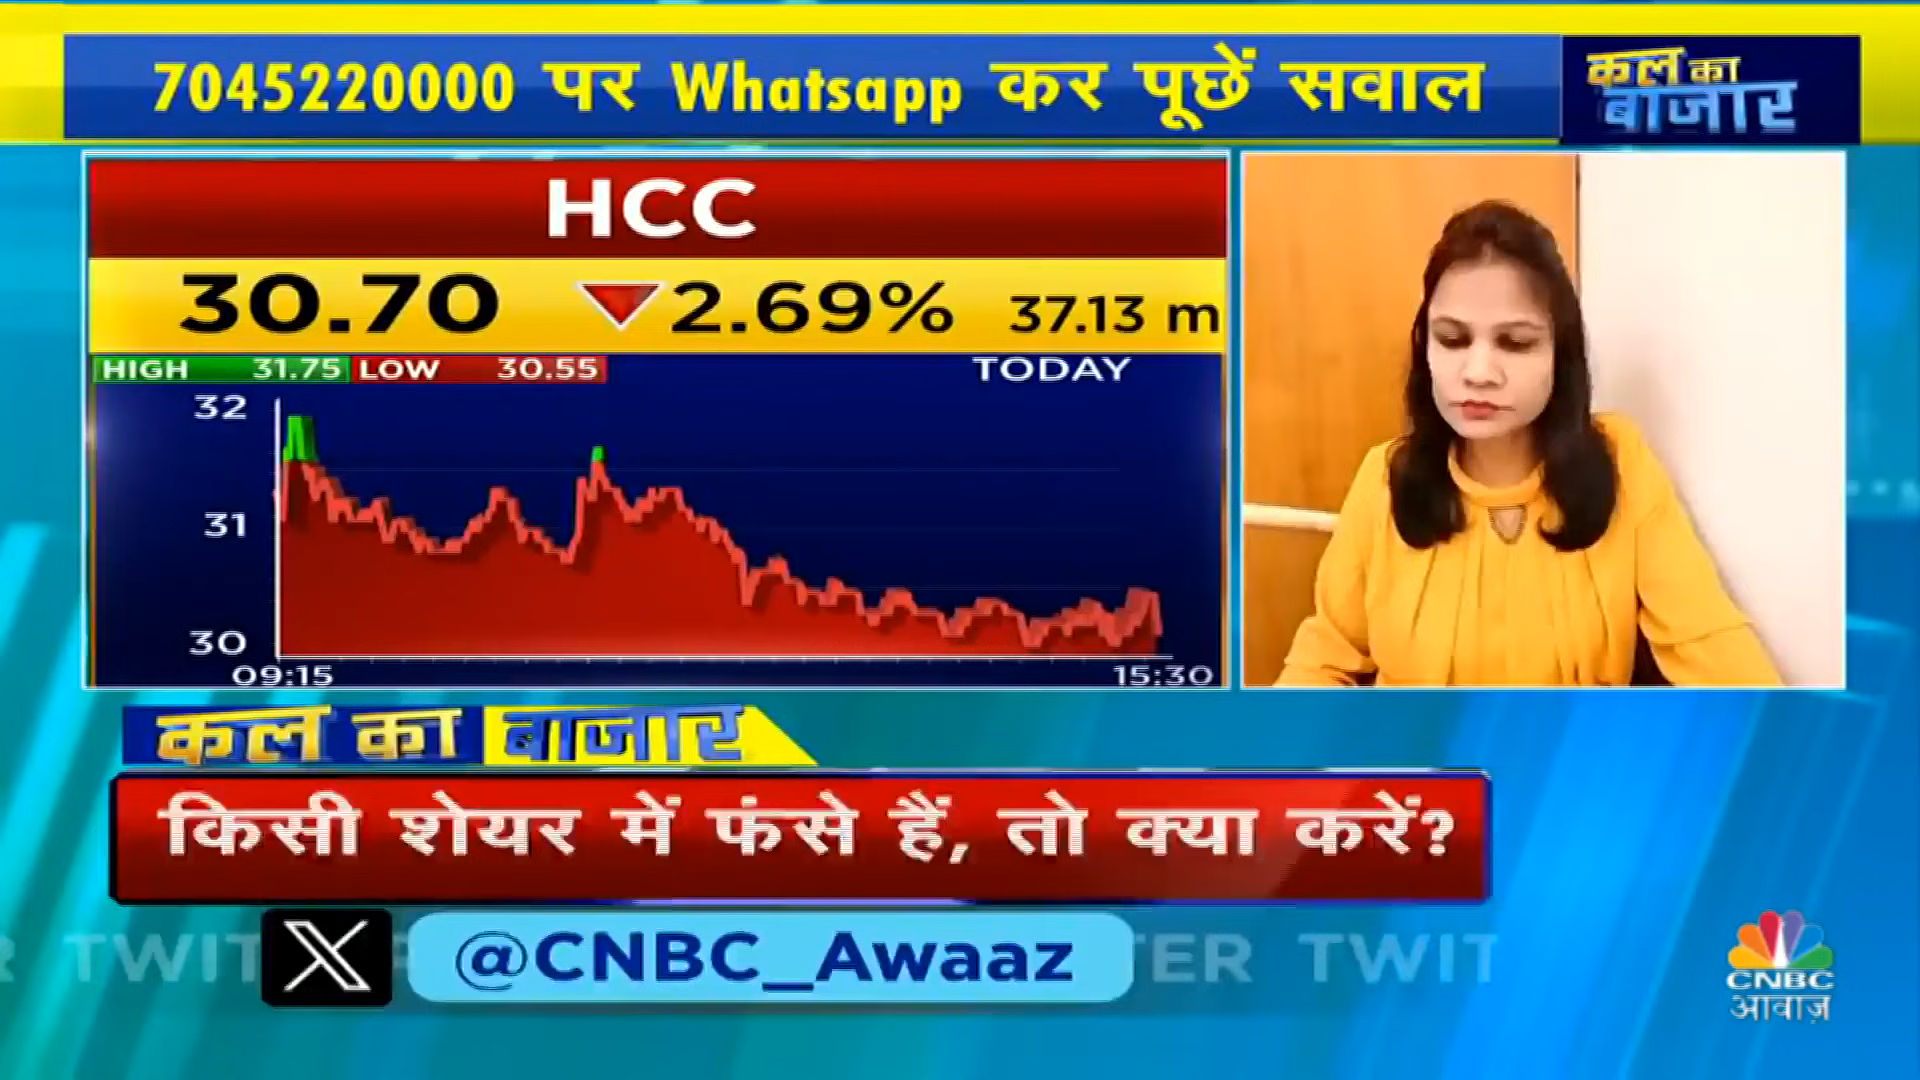 7045220000 पर Whatsapp कर पूछें सवाल
कल का
बाजार
HCC
30.70 2.69% 37.13 m
HIGH 31.75 LOW 30.55 TODAY
32
31
30
09:15 15:30
कल का बाजार
किसी शेयर में फंसे हैं, तो क्या करें?
TWIT @CNBC_Awaaz TER TWIT
CNBC
आवाज़